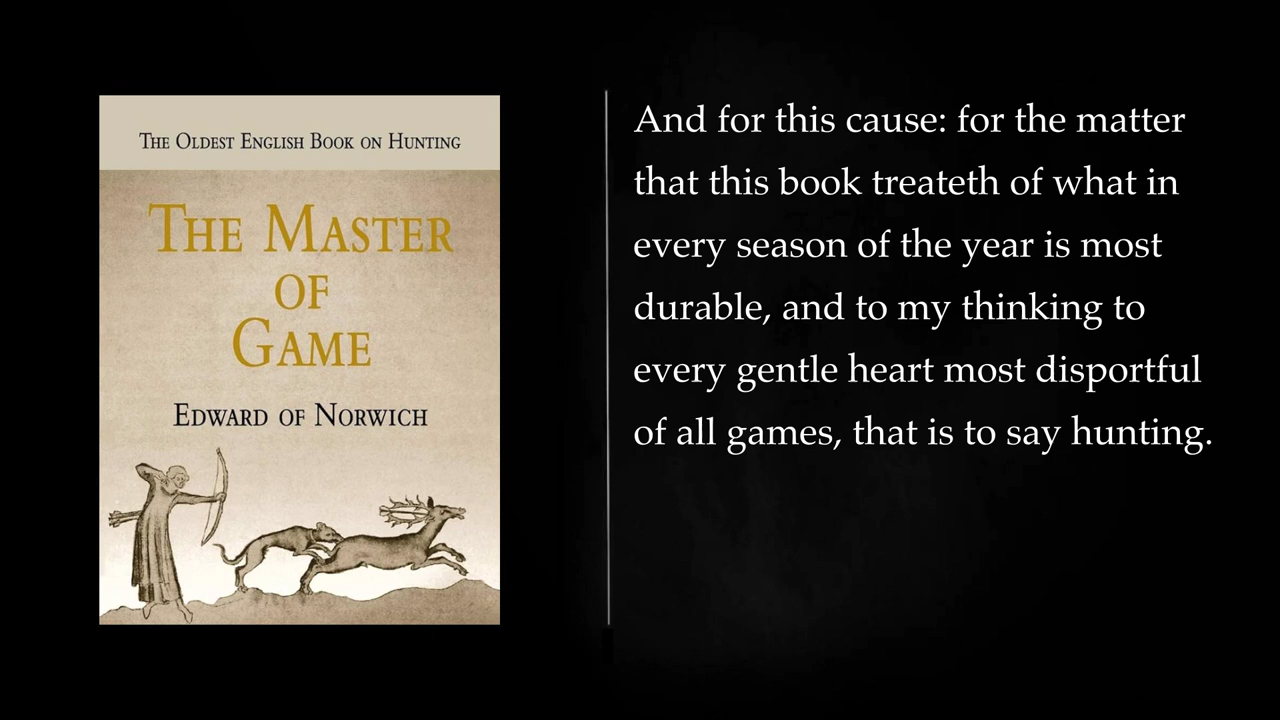 The Oldest English Book on Hunting
The Master
of
Game
Edward of Norwich
And for this cause: for the matter
that this book treateth of what in
every season of the year is most
durable, and to my thinking to
every gentle heart most disportful
of all games, that is to say hunting.